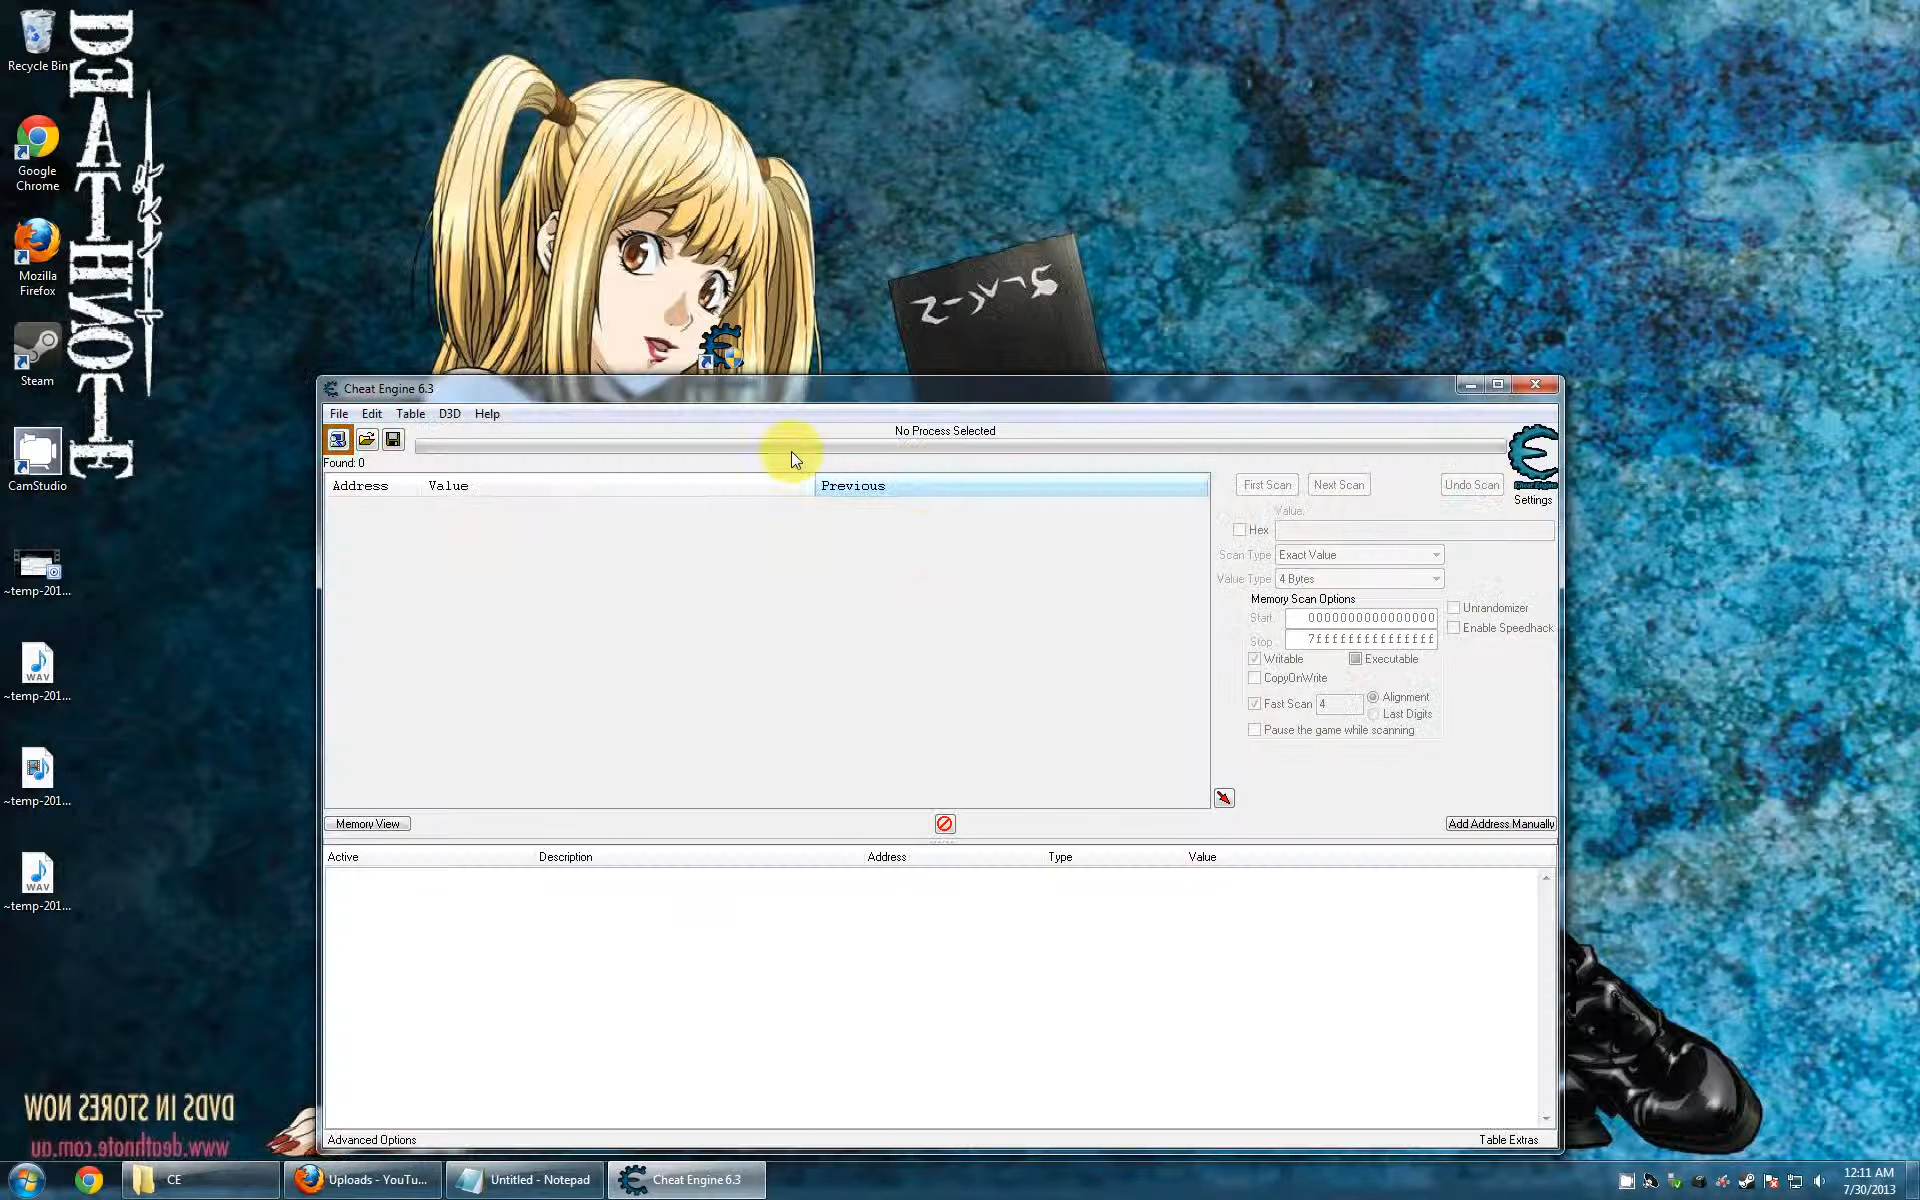 Recycle Bin
Google
Chrome
Mozilla
Firefox
Steam
CamStudio
~temp-201...
~temp-201...
~temp-201...
~temp-201...
DEATHNOTE
DVDS IN STORES NOW
www.deathnote.com.au
Cheat Engine 6.3
File Edit Table D3D Help
No Process Selected
Found: 0
Address Value Previous
First Scan Next Scan Undo Scan
Cheat Engine
Settings
Value:
Hex
Scan Type Exact Value
Value Type 4 Bytes
Memory Scan Options
Start 0000000000000000
Stop 7fffffffffffffff
Unrandomizer
Enable Speedhack
Writable Executable
CopyOnWrite
Fast Scan 4 Alignment
Last Digits
Pause the game while scanning
Memory View Add Address Manually
Active Description Address Type Value
Advanced Options Table Extras
WAV
WAV
CE
Uploads - YouTu...
Untitled - Notepad
Cheat Engine 6.3
12:11 AM
7/30/2013